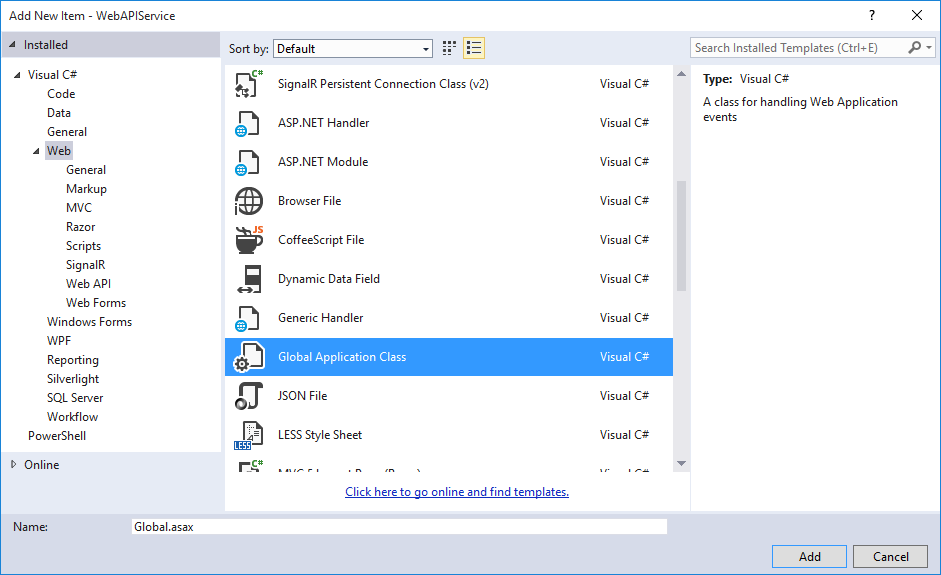 Add New Item - WebAPIService
?
Installed
Sort by: Default
Search Installed Templates (Ctrl+E)
Visual C#
Code
Data
General
Web
General
Markup
MVC
Razor
Scripts
SignalR
Web API
Web Forms
Windows Forms
WPF
Reporting
Silverlight
SQL Server
Workflow
PowerShell
Online
C#
SignalR Persistent Connection Class (v2) Visual C#
ASP.NET Handler Visual C#
ASP.NET Module Visual C#
Browser File Visual C#
JS
CoffeeScript File Visual C#
Dynamic Data Field Visual C#
Generic Handler Visual C#
Global Application Class Visual C#
JSON File Visual C#
LESS
LESS Style Sheet Visual C#
C#
Visual C#
Click here to go online and find templates.
Type: Visual C#
A class for handling Web Application
events
Name: Global.asax
Add Cancel